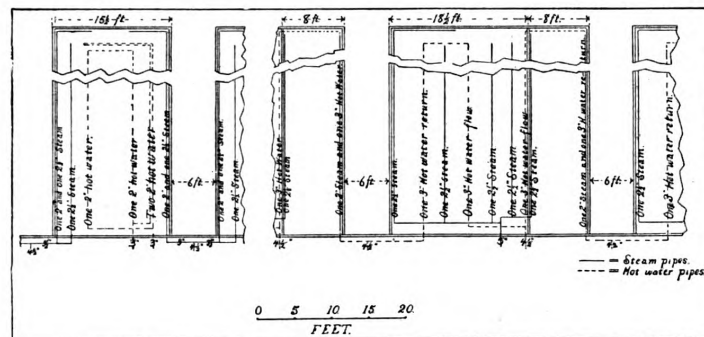 15½ ft.
8 ft.
18½ ft.
8 ft.
One 2" and one 2½" Steam
One 2½" Steam.
One 2" hot water.
One 2" Hot water
Two 2" hot water
One 2" and one 2½" Steam.
6 ft
One 2½" Steam.
One 3" Hot Water.
One 2½" Steam
One 2" Steam and one 3" Hot Water
6 ft.
One 2½" Steam.
One 3" Hot water return.
One 2½" Steam.
One 3" Hot water flow
One 2½" Steam
One 2½" Steam.
One 3" Hot water flow
One 2½" Steam.
One 2" Steam and one 3" H. water return.
6 ft
One 2½" Steam
One 3" Hot water return.
4½"
4½"
4½"
4½"
4½"
4½"
= Steam pipes.
= Hot water pipes.
0 5 10 15 20.
FEET.